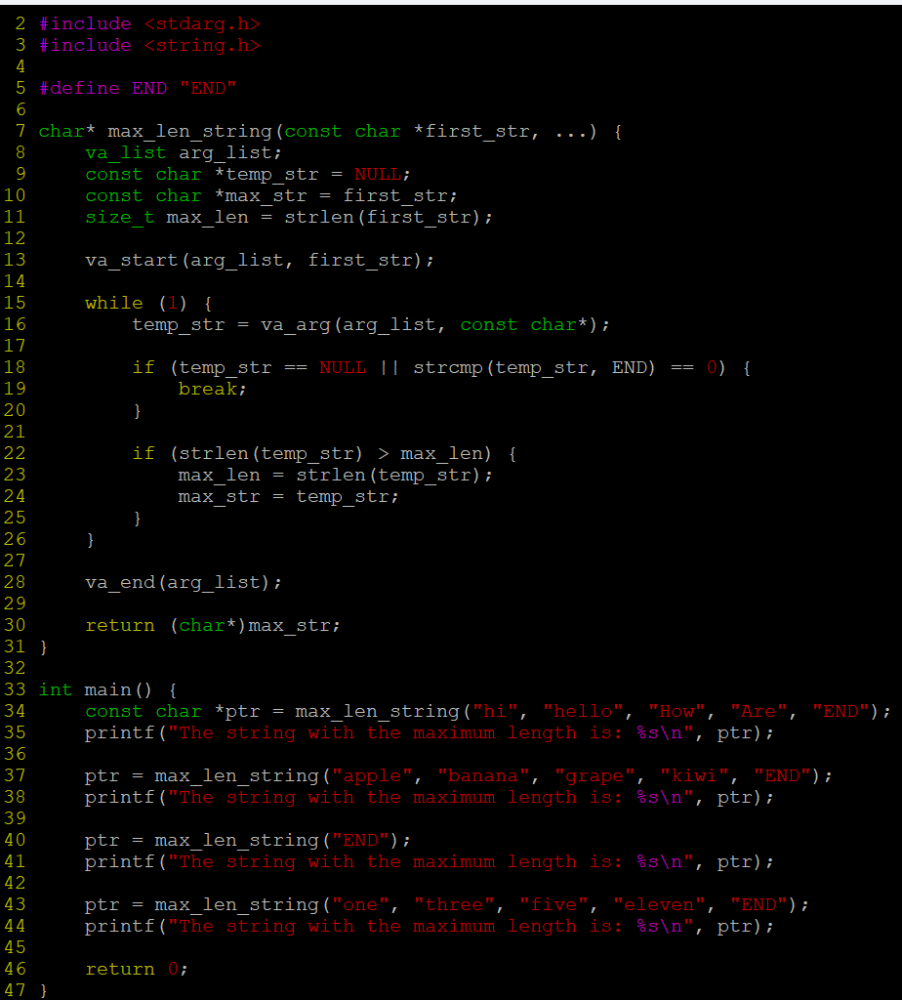 2 #include <stdarg.h>
3 #include <string.h>
4
5 #define END "END"
6
7 char* max_len_string(const char *first_str, ...) {
8     va_list arg_list;
9     const char *temp_str = NULL;
10     const char *max_str = first_str;
11     size_t max_len = strlen(first_str);
12
13     va_start(arg_list, first_str);
14
15     while (1) {
16         temp_str = va_arg(arg_list, const char*);
17
18         if (temp_str == NULL || strcmp(temp_str, END) == 0) {
19             break;
20         }
21
22         if (strlen(temp_str) > max_len) {
23             max_len = strlen(temp_str);
24             max_str = temp_str;
25         }
26     }
27
28     va_end(arg_list);
29
30     return (char*)max_str;
31 }
32
33 int main() {
34     const char *ptr = max_len_string("hi", "hello", "How", "Are", "END");
35     printf("The string with the maximum length is: %s\n", ptr);
36
37     ptr = max_len_string("apple", "banana", "grape", "kiwi", "END");
38     printf("The string with the maximum length is: %s\n", ptr);
39
40     ptr = max_len_string("END");
41     printf("The string with the maximum length is: %s\n", ptr);
42
43     ptr = max_len_string("one", "three", "five", "eleven", "END");
44     printf("The string with the maximum length is: %s\n", ptr);
45
46     return 0;
47 }